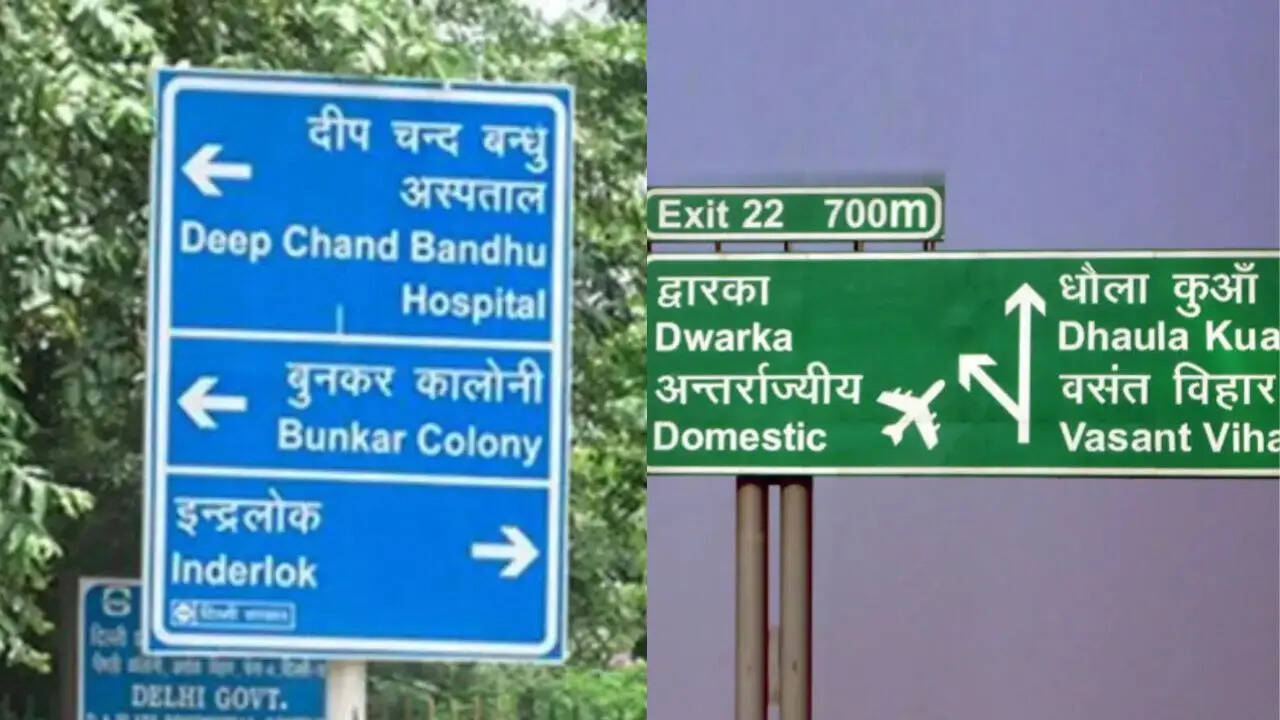 दीप चन्द बन्धु
अस्पताल
Deep Chand Bandhu
Hospital
बुनकर कालोनी
Bunkar Colony
इन्द्रलोक
Inderlok
दिल्ली सरकार
DELHI GOVT.
Exit 22 700m
द्वारका
Dwarka
अन्तर्राज्यीय
Domestic
धौला कुआँ
Dhaula Kua
वसंत विहार
Vasant Viha